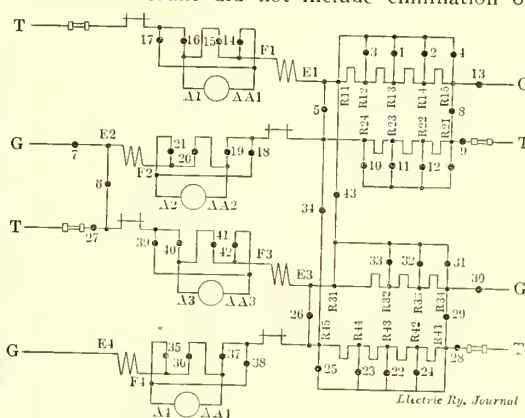 T
17 16 15 14 F1
A1 AA1
E1
3 1 2 4
13 G
R11 R12 R13 R14 R15
5 8
E2
G 7
21 26 19 18
F2
A2 AA2
R24 R23 R22 R21
9 T
10 11 12
6
34 43
T 27
39 40 41 42 F3
A3 AA3
E3
33 32 31
39 G
R31 R32 R33 R34
26 29
R45 R44 R43 R42 R41
E4
G
35 36 37 38
F4
A4 AA4
28 T
25 23 22 24
Electric Ry. Journal